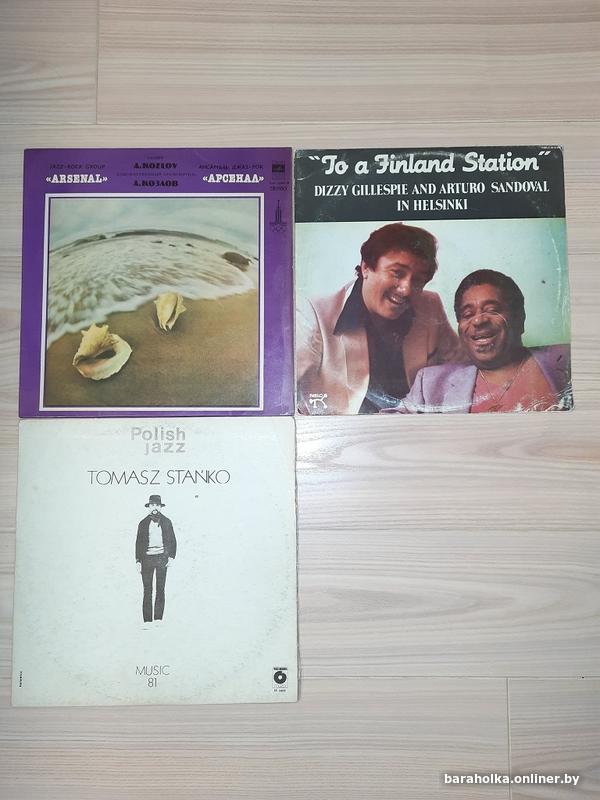 JAZZ-ROCK GROUP
«ARSENAL»
A.KOZLOV
А.КОЗЛОВ
АНСАМБЛЬ ДЖАЗ-РОК
«АРСЕНАЛ»
"To a Finland Station"
DIZZY GILLESPIE AND ARTURO SANDOVAL
IN HELSINKI
PABLO
Polish
jazz
TOMASZ STAŃKO
MUSIC
81
baraholka.onliner.by